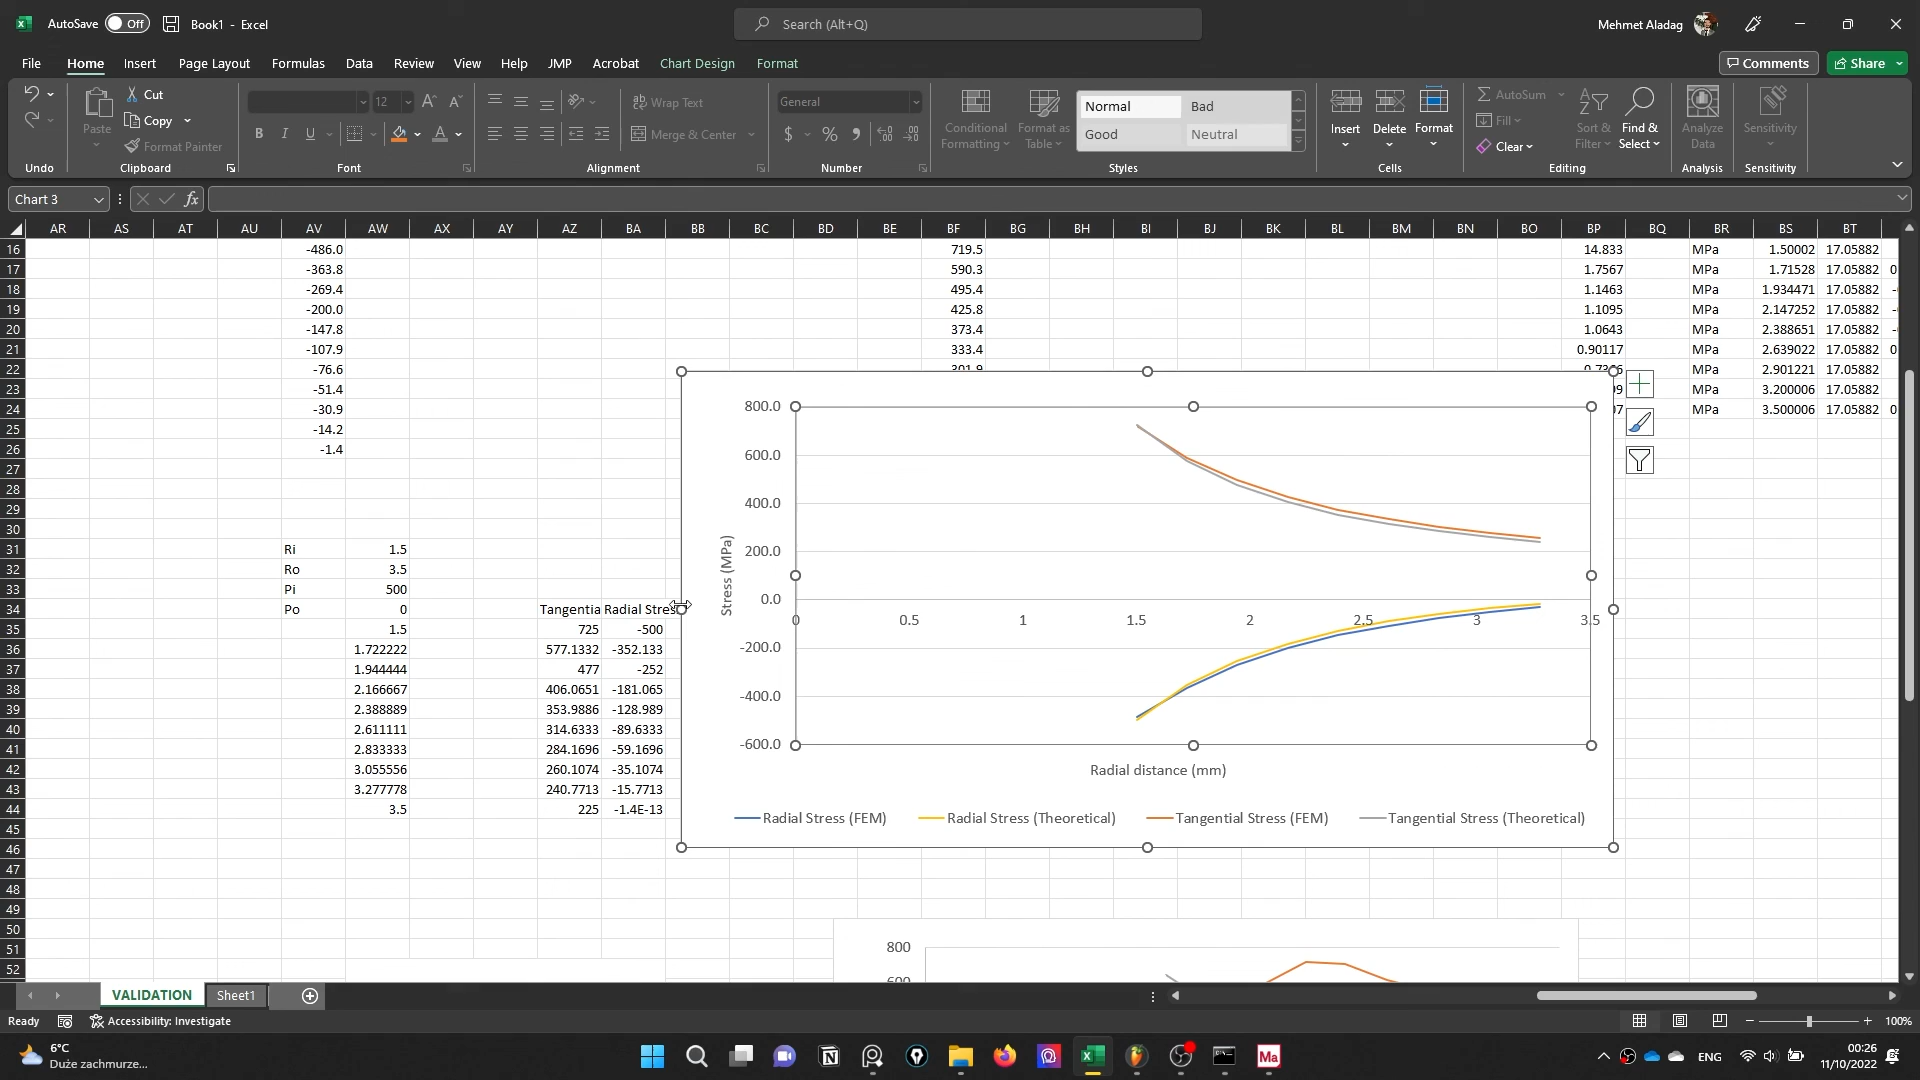 AutoSave Off Book1 - Excel Search (Alt+Q) Mehmet Aladag
File Home Insert Page Layout Formulas Data Review View Help JMP Acrobat Chart Design Format Comments Share
Cut
Copy
Format Painter
Paste
12
Wrap Text
Merge & Center
General
Conditional Formatting
Format as Table
Normal Bad
Good Neutral
Insert Delete Format
AutoSum
Fill
Clear
Sort & Filter
Find & Select
Analyze Data
Sensitivity
Undo Clipboard Font Alignment Number Styles Cells Editing Analysis Sensitivity
Chart 3 fx
AR AS AT AU AV AW AX AY AZ BA BB BC BD BE BF BG BH BI BJ BK BL BM BN BO BP BQ BR BS BT
16 -486.0 719.5 14.833 MPa 1.50002 17.05882
17 -363.8 590.3 1.7567 MPa 1.71528 17.05882 0
18 -269.4 495.4 1.1463 MPa 1.934471 17.05882 -
19 -200.0 425.8 1.1095 MPa 2.147252 17.05882 -
20 -147.8 373.4 1.0643 MPa 2.388651 17.05882 -
21 -107.9 333.4 0.90117 MPa 2.639022 17.05882 0
22 -76.6 MPa 2.901221 17.05882
23 -51.4 MPa 3.200006 17.05882
24 -30.9 MPa 3.500006 17.05882 0
25 -14.2
26 -1.4
27
28
29
30
31 Ri 1.5
32 Ro 3.5
33 Pi 500
34 Po 0 Tangentia Radial Stres
35 1.5 725 -500
36 1.722222 577.1332 -352.133
37 1.944444 477 -252
38 2.166667 406.0651 -181.065
39 2.388889 353.9886 -128.989
40 2.611111 314.6333 -89.6333
41 2.833333 284.1696 -59.1696
42 3.055556 260.1074 -35.1074
43 3.277778 240.7713 -15.7713
44 3.5 225 -1.4E-13
45
46
47
48
49
50
51
52
800.0
600.0
400.0
200.0
0.0
-200.0
-400.0
-600.0
Stress (MPa)
0 0.5 1 1.5 2 2.5 3 3.5
Radial distance (mm)
Radial Stress (FEM) Radial Stress (Theoretical) Tangential Stress (FEM) Tangential Stress (Theoretical)
800
VALIDATION Sheet1
Ready Accessibility: Investigate 100%
6°C
Duże zachmurze...
Ma
ENG
00:26
11/10/2022